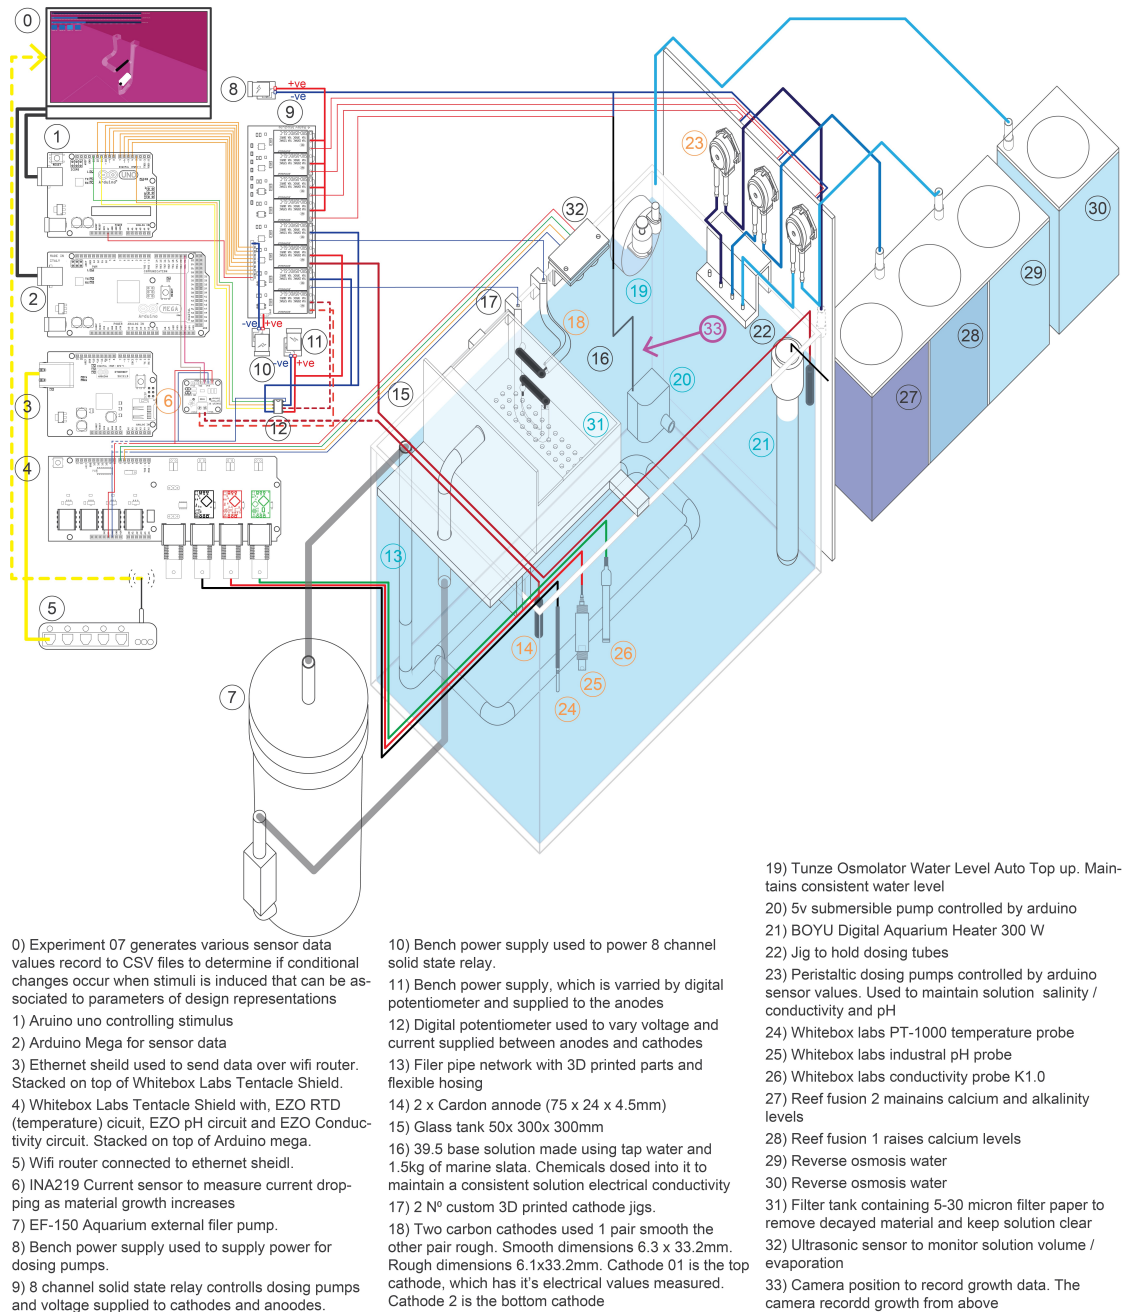 0
8
+ve
-ve
9
1
23
30
32
29
2
17
19
18
33
22
28
-ve
+ve
16
10
11
-ve
+ve
20
27
15
3
6
12
31
21
4
13
5
14
26
25
7
24
0) Experiment 07 generates various sensor data
values record to CSV files to determine if conditional
changes occur when stimuli is induced that can be as-
sociated to parameters of design representations
1) Aruino uno controlling stimulus
2) Arduino Mega for sensor data
3) Ethernet sheild used to send data over wifi router.
Stacked on top of Whitebox Labs Tentacle Shield.
4) Whitebox Labs Tentacle Shield with, EZO RTD
(temperature) cicuit, EZO pH circuit and EZO Conduc-
tivity circuit. Stacked on top of Arduino mega.
5) Wifi router connected to ethernet sheidl.
6) INA219 Current sensor to measure current drop-
ping as material growth increases
7) EF-150 Aquarium external filer pump.
8) Bench power supply used to supply power for
dosing pumps.
9) 8 channel solid state relay controlls dosing pumps
and voltage supplied to cathodes and anoodes.
10) Bench power supply used to power 8 channel
solid state relay.
11) Bench power supply, which is varried by digital
potentiometer and supplied to the anodes
12) Digital potentiometer used to vary voltage and
current supplied between anodes and cathodes
13) Filer pipe network with 3D printed parts and
flexible hosing
14) 2 x Cardon annode (75 x 24 x 4.5mm)
15) Glass tank 50x 300x 300mm
16) 39.5 base solution made using tap water and
1.5kg of marine slata. Chemicals dosed into it to
maintain a consistent solution electrical conductivity
17) 2 Nº custom 3D printed cathode jigs.
18) Two carbon cathodes used 1 pair smooth the
other pair rough. Smooth dimensions 6.3 x 33.2mm.
Rough dimensions 6.1x33.2mm. Cathode 01 is the top
cathode, which has it's electrical values measured.
Cathode 2 is the bottom cathode
19) Tunze Osmolator Water Level Auto Top up. Main-
tains consistent water level
20) 5v submersible pump controlled by arduino
21) BOYU Digital Aquarium Heater 300 W
22) Jig to hold dosing tubes
23) Peristaltic dosing pumps controlled by arduino
sensor values. Used to maintain solution salinity /
conductivity and pH
24) Whitebox labs PT-1000 temperature probe
25) Whitebox labs industral pH probe
26) Whitebox labs conductivity probe K1.0
27) Reef fusion 2 mainains calcium and alkalinity
levels
28) Reef fusion 1 raises calcium levels
29) Reverse osmosis water
30) Reverse osmosis water
31) Filter tank containing 5-30 micron filter paper to
remove decayed material and keep solution clear
32) Ultrasonic sensor to monitor solution volume /
evaporation
33) Camera position to record growth data. The
camera recordd growth from above